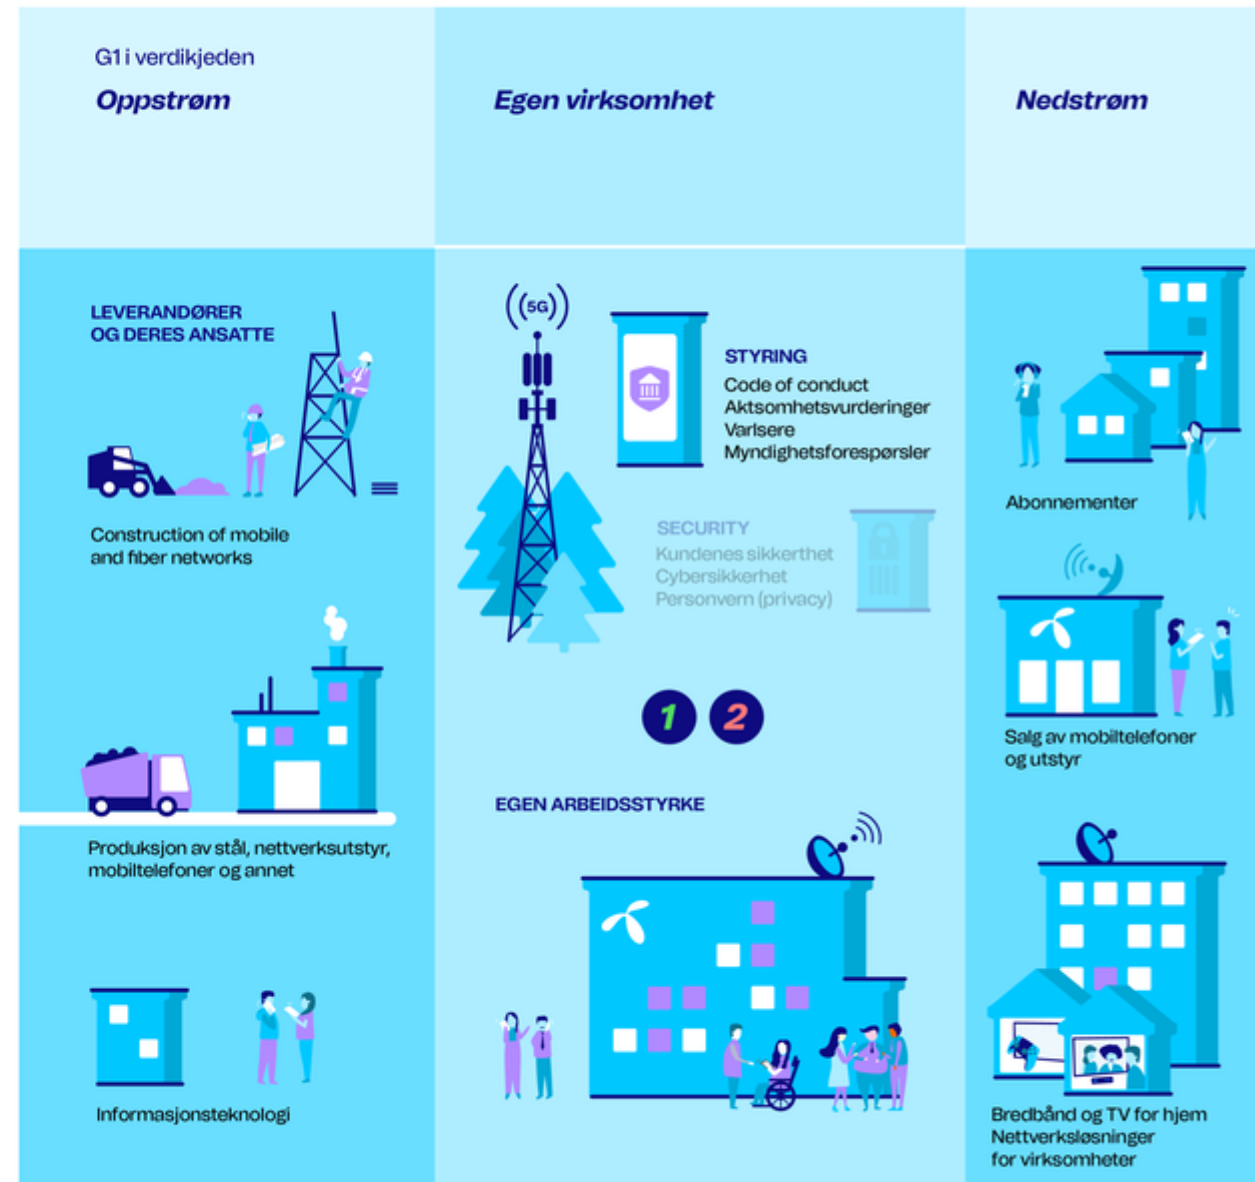 G1 i verdikjeden
Oppstrøm
Egen virksomhet
Nedstrøm
LEVERANDØRER
OG DERES ANSATTE
Construction of mobile
and fiber networks
Produksjon av stål, nettverksutstyr,
mobiltelefoner og annet
Informasjonsteknologi
((5G))
STYRING
Code of conduct
Aktsomhetsvurderinger
Varlsere
Myndighetsforespørsler
SECURITY
Kundenes sikkerthet
Cybersikkerhet
Personvern (privacy)
1 2
EGEN ARBEIDSSTYRKE
Abonnementer
Salg av mobiltelefoner
og utstyr
Bredbånd og TV for hjem
Nettverksløsninger
for virksomheter